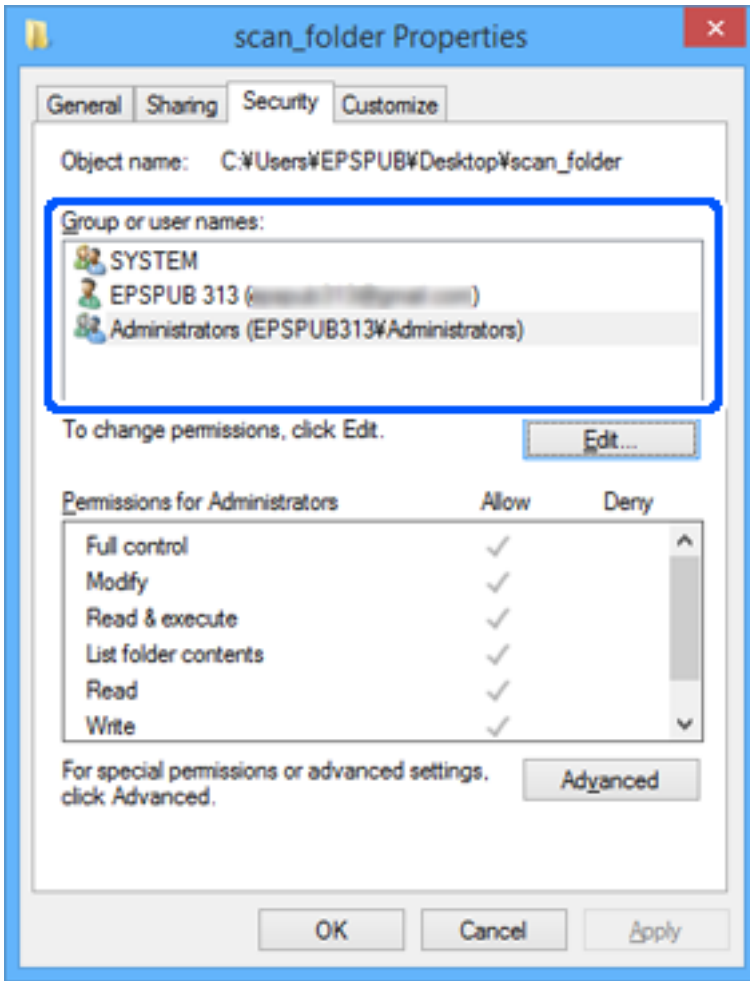 scan_folder Properties
General Sharing Security Customize
Object name: C:¥Users¥EPSPUB¥Desktop¥scan_folder
Group or user names:
SYSTEM
EPSPUB 313 ( )
Administrators (EPSPUB313¥Administrators)
To change permissions, click Edit.
Edit...
Permissions for Administrators Allow Deny
Full control
Modify
Read & execute
List folder contents
Read
Write
For special permissions or advanced settings,
click Advanced.
Advanced
OK Cancel Apply